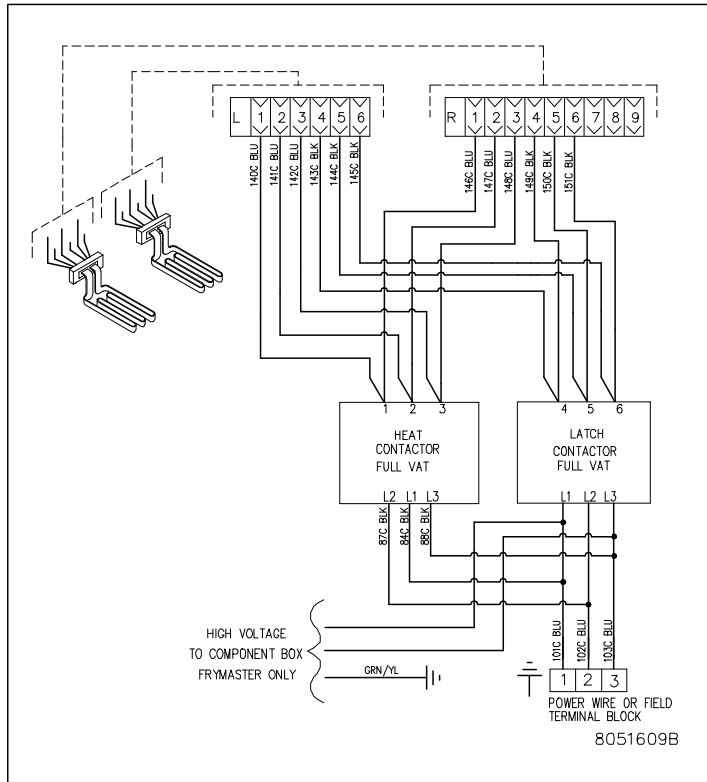 L 1 2 3 4 5 6
R 1 2 3 4 5 6 7 8 9
140C BLU
141C BLU
142C BLU
143C BLK
144C BLK
145C BLK
146C BLU
147C BLU
148C BLU
149C BLK
150C BLK
151C BLK
1 2 3
HEAT
CONTACTOR
FULL VAT
L2 L1 L3
4 5 6
LATCH
CONTACTOR
FULL VAT
L1 L2 L3
87C BLK
84C BLK
88C BLK
HIGH VOLTAGE
TO COMPONENT BOX
FRYMASTER ONLY
GRN/YL
101C BLU
102C BLU
103C BLU
1 2 3
POWER WIRE OR FIELD
TERMINAL BLOCK
8051609B